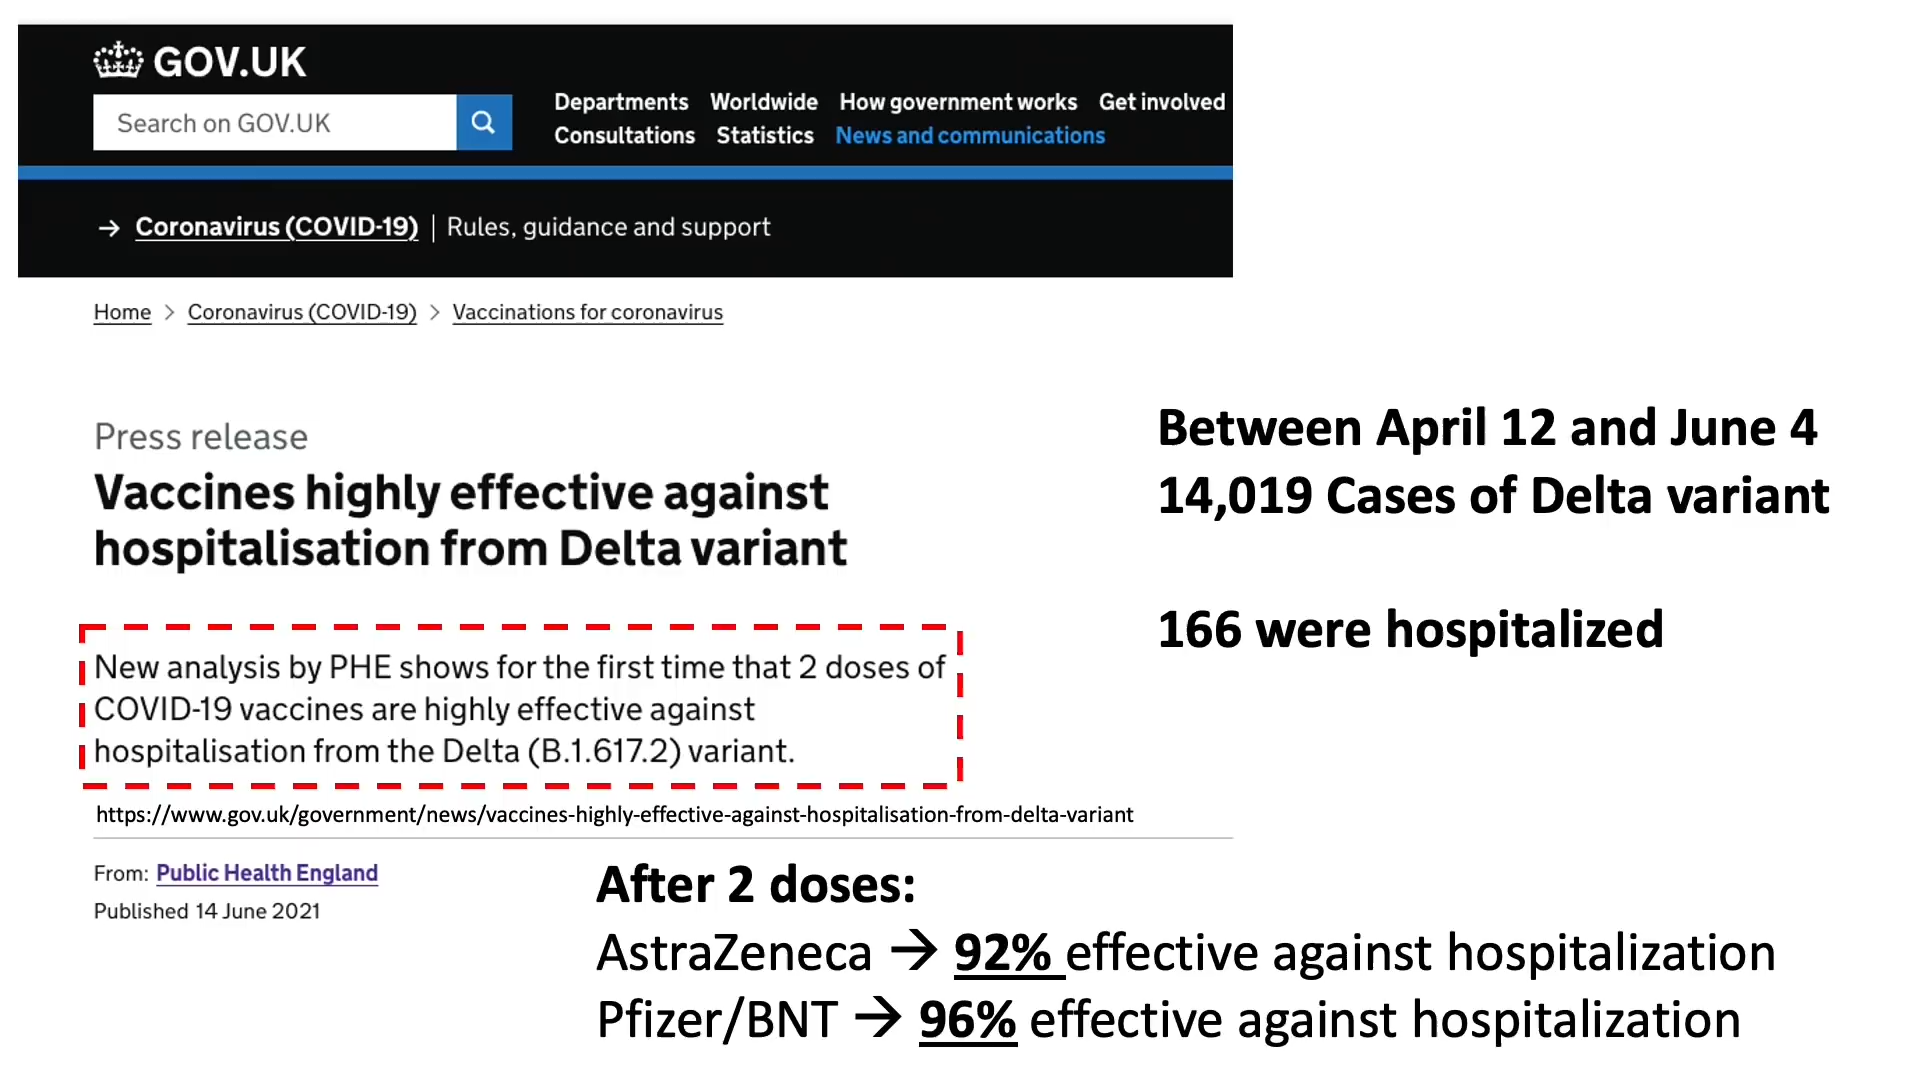 GOV.UK
Search on GOV.UK
Departments Worldwide How government works Get involved
Consultations Statistics News and communications
→ Coronavirus (COVID-19) | Rules, guidance and support
Home > Coronavirus (COVID-19) > Vaccinations for coronavirus
Press release
Vaccines highly effective against
hospitalisation from Delta variant
Between April 12 and June 4
14,019 Cases of Delta variant
166 were hospitalized
New analysis by PHE shows for the first time that 2 doses of
COVID-19 vaccines are highly effective against
hospitalisation from the Delta (B.1.617.2) variant.
https://www.gov.uk/government/news/vaccines-highly-effective-against-hospitalisation-from-delta-variant
From: Public Health England
Published 14 June 2021
After 2 doses:
AstraZeneca → 92% effective against hospitalization
Pfizer/BNT → 96% effective against hospitalization